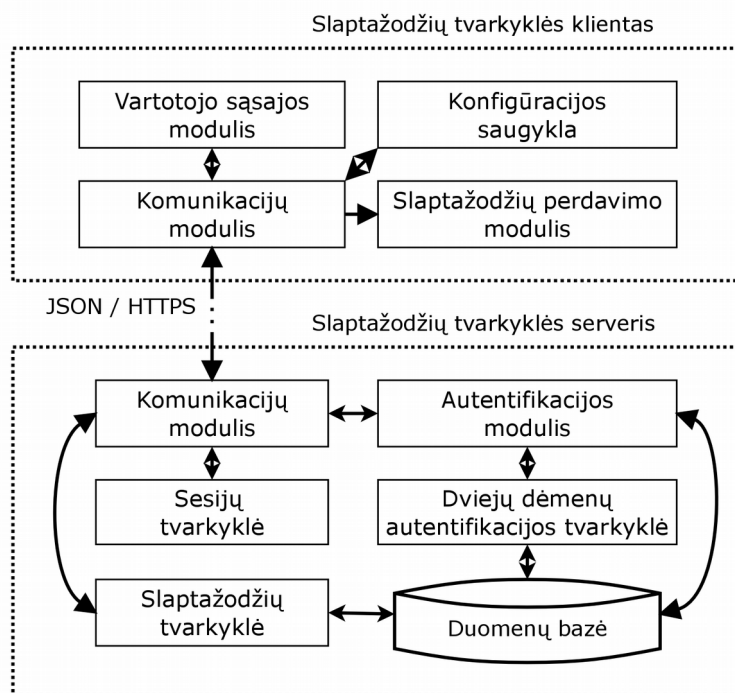 Slaptažodžių tvarkyklės klientas
Vartotojo sąsajos
modulis
Konfigūracijos
saugykla
Komunikacijų
modulis
Slaptažodžių perdavimo
modulis
JSON / HTTPS
Slaptažodžių tvarkyklės serveris
Komunikacijų
modulis
Autentifikacijos
modulis
Sesijų
tvarkyklė
Dviejų dėmenų
autentifikacijos tvarkyklė
Slaptažodžių
tvarkyklė
Duomenų bazė